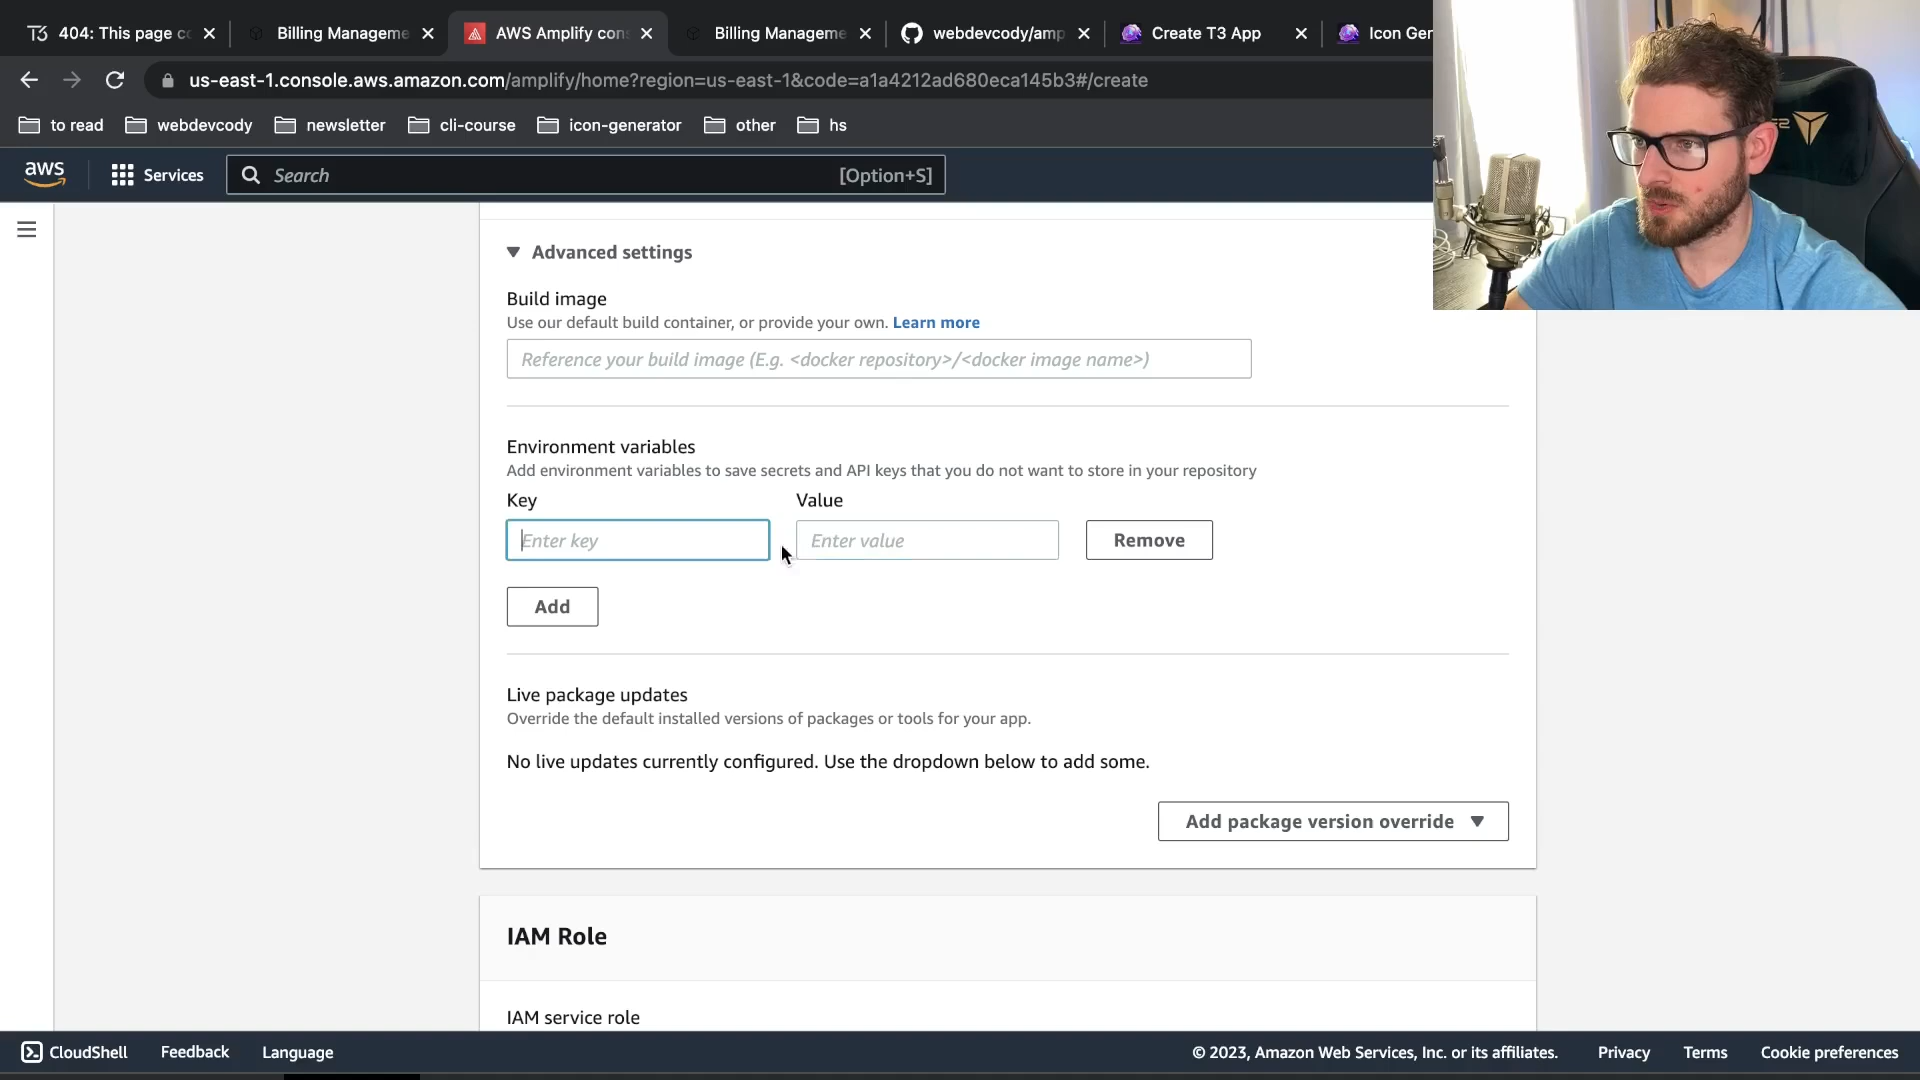 404: This page co
Billing Manageme
AWS Amplify cons
Billing Manageme
webdevcody/amp
Create T3 App
Icon Ger
us-east-1.console.aws.amazon.com/amplify/home?region=us-east-1&code=a1a4212ad680eca145b3#/create
to read
webdevcody
newsletter
cli-course
icon-generator
other
hs
aws
Services
Search
[Option+S]
Advanced settings
Build image
Use our default build container, or provide your own. Learn more
Reference your build image (E.g. <docker repository>/<docker image name>)
Environment variables
Add environment variables to save secrets and API keys that you do not want to store in your repository
Key
Value
Enter key
Enter value
Remove
Add
Live package updates
Override the default installed versions of packages or tools for your app.
No live updates currently configured. Use the dropdown below to add some.
Add package version override
IAM Role
IAM service role
CloudShell
Feedback
Language
© 2023, Amazon Web Services, Inc. or its affiliates.
Privacy
Terms
Cookie preferences